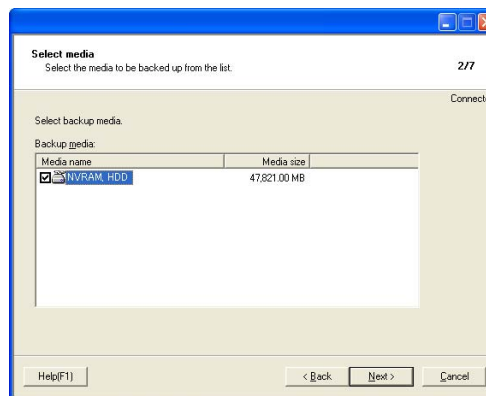 Select media
Select the media to be backed up from the list.
2/7
Connect
Select backup media.
Backup media:
Media name Media size
NVRAM, HDD 47,821.00 MB
Help(F1) < Back Next > Cancel